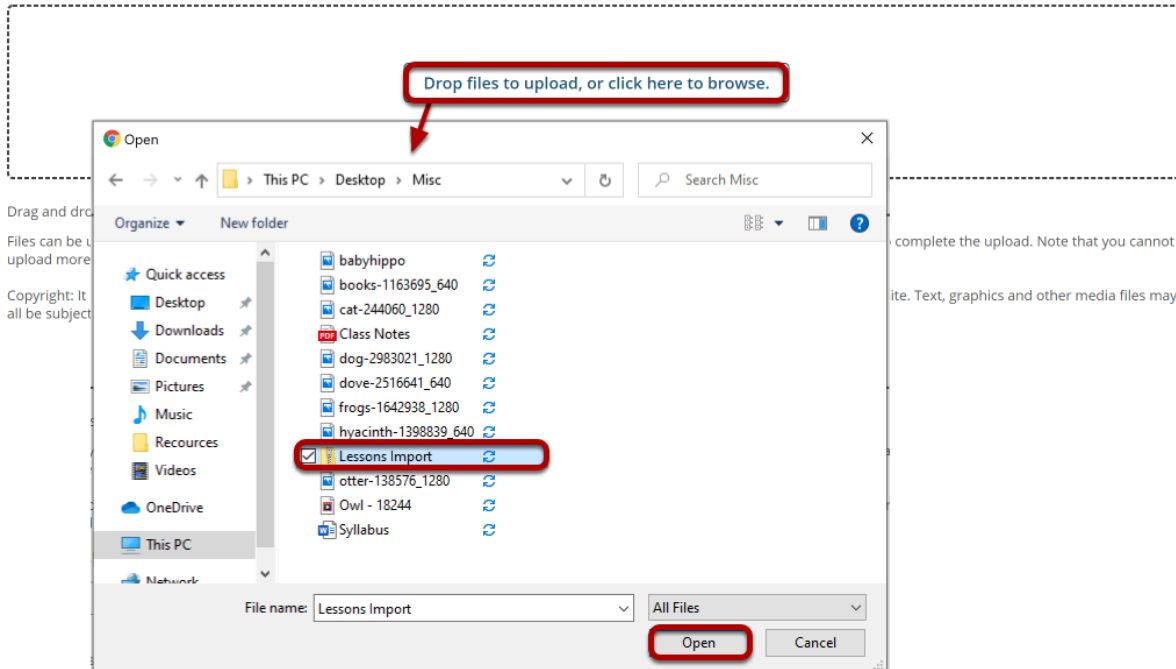 Drop files to upload, or click here to browse.
Open
This PC > Desktop > Misc
Search Misc
Drag and
Organize
New folder
Files can be
complete the upload. Note that you cannot
upload more
Copyright: It
ite. Text, graphics and other media files may
all be subject
Quick access
Desktop
Downloads
Documents
Pictures
Music
Recources
Videos
OneDrive
This PC
Network
babyhippo
books-1163695_640
cat-244060_1280
PDF Class Notes
dog-2983021_1280
dove-2516641_640
frogs-1642938_1280
hyacinth-1398839_640
Lessons Import
otter-138576_1280
Owl - 18244
Syllabus
File name: Lessons Import
All Files
Open
Cancel